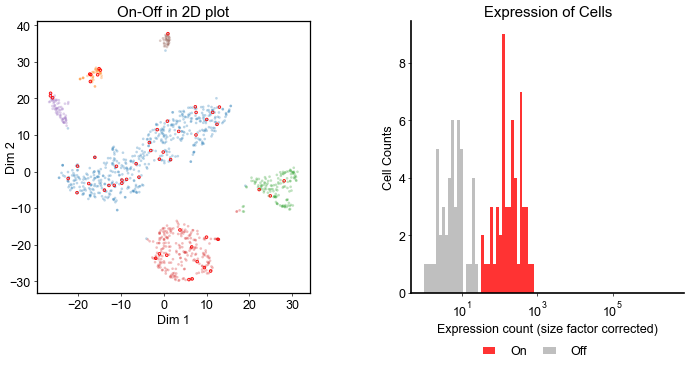 On-Off in 2D plot
Expression of Cells
Dim 2
40
30
20
10
0
−10
−20
−30
−20
−10
0
10
20
30
Dim 1
Cell Counts
8
6
4
2
0
10^1
10^3
10^5
Expression count (size factor corrected)
On
Off